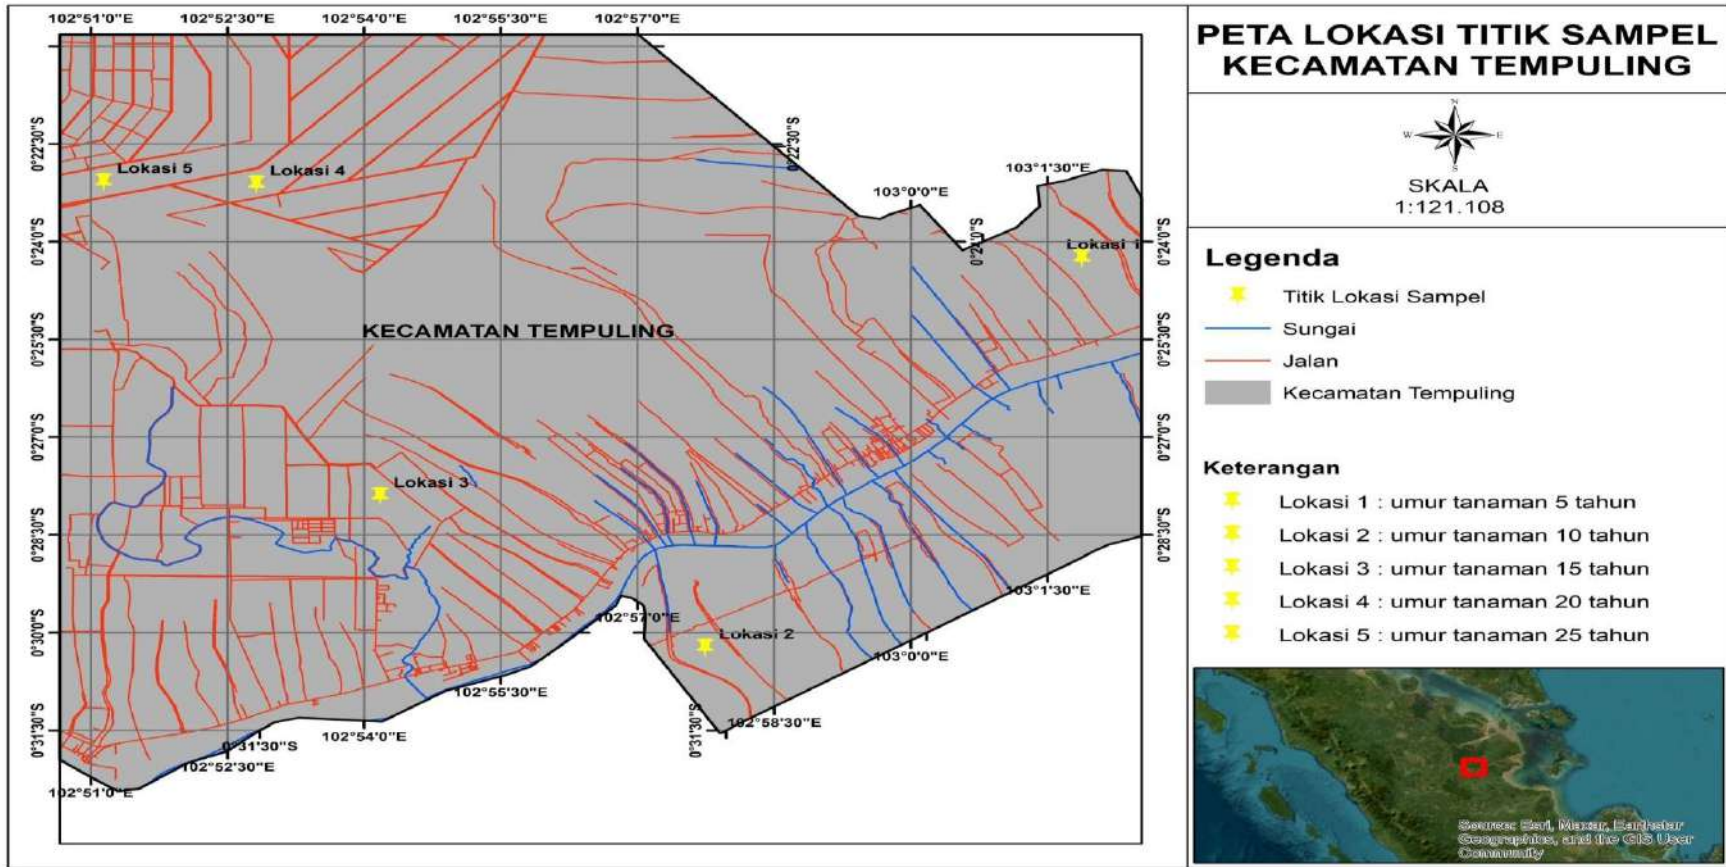 102°51'0"E 102°52'30"E 102°54'0"E 102°55'30"E 102°57'0"E
0°22'30"S
0°24'0"S
0°25'30"S
0°27'0"S
0°28'30"S
0°30'0"S
0°31'30"S
Lokasi 5
Lokasi 4
0°22'30"S
103°0'0"E
103°1'30"E
0°24'0"S
Lokasi 1
KECAMATAN TEMPULING
Lokasi 3
Lokasi 2
0°24'0"S
0°25'30"S
0°27'0"S
0°28'30"S
103°1'30"E
103°0'0"E
102°57'0"E
102°55'30"E
102°58'30"E
0°31'30"S
102°54'0"E
0°31'30"S
102°52'30"E
102°51'0"E
PETA LOKASI TITIK SAMPEL
KECAMATAN TEMPULING
N
W E
S
SKALA
1:121.108
Legenda
Titik Lokasi Sampel
Sungai
Jalan
Kecamatan Tempuling
Keterangan
Lokasi 1 : umur tanaman 5 tahun
Lokasi 2 : umur tanaman 10 tahun
Lokasi 3 : umur tanaman 15 tahun
Lokasi 4 : umur tanaman 20 tahun
Lokasi 5 : umur tanaman 25 tahun
Source: Esri, Maxar, Earthstar
Geographics, and the GIS User
Community